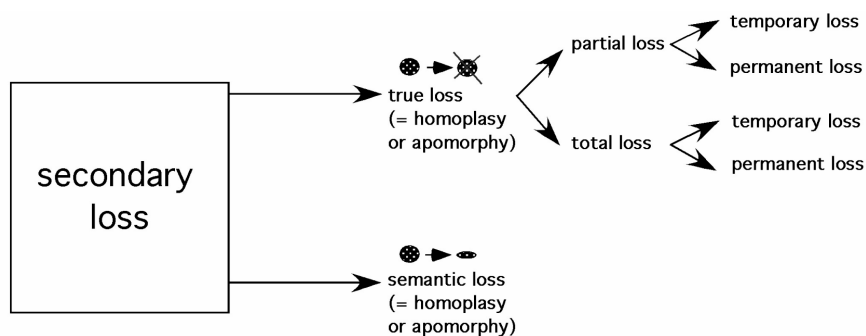 secondary
loss
true loss
(= homoplasy
or apomorphy)
partial loss
temporary loss
permanent loss
total loss
temporary loss
permanent loss
semantic loss
(= homoplasy
or apomorphy)